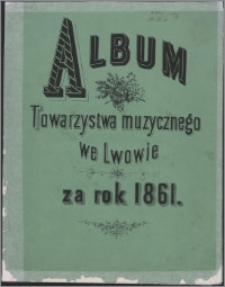 ALBUM
Towarzystwa muzycznego
we Lwowie
za rok 1861.